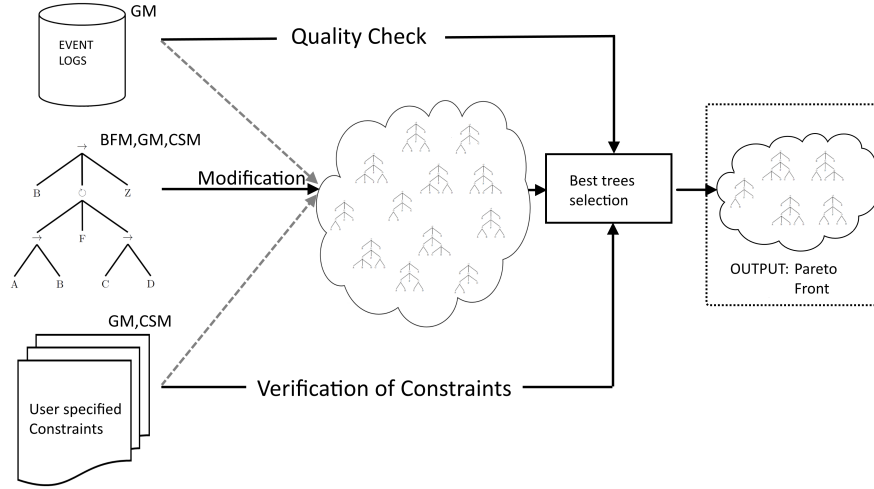 GM
EVENT
LOGS
Quality Check
BFM,GM,CSM
→
B
↻
Z
Modification
→
F
→
A
B
C
D
Best trees
selection
OUTPUT: Pareto
Front
GM,CSM
User specified
Constraints
Verification of Constraints